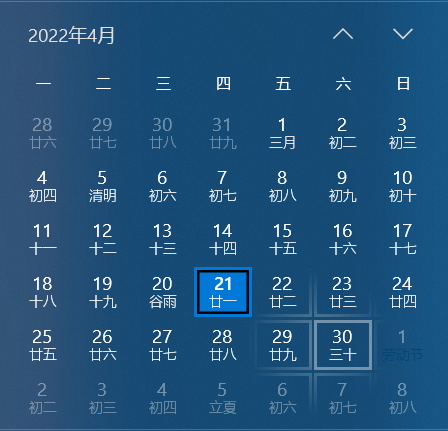 2022年4月
一 二 三 四 五 六 日
28 29 30 31 1 2 3
廿六 廿七 廿八 廿九 三月 初二 初三
4 5 6 7 8 9 10
初四 清明 初六 初七 初八 初九 初十
11 12 13 14 15 16 17
十一 十二 十三 十四 十五 十六 十七
18 19 20 21 22 23 24
十八 十九 谷雨 廿一 廿二 廿三 廿四
25 26 27 28 29 30 1
廿五 廿六 廿七 廿八 廿九 三十 劳动节
2 3 4 5 6 7 8
初二 初三 初四 立夏 初六 初七 初八